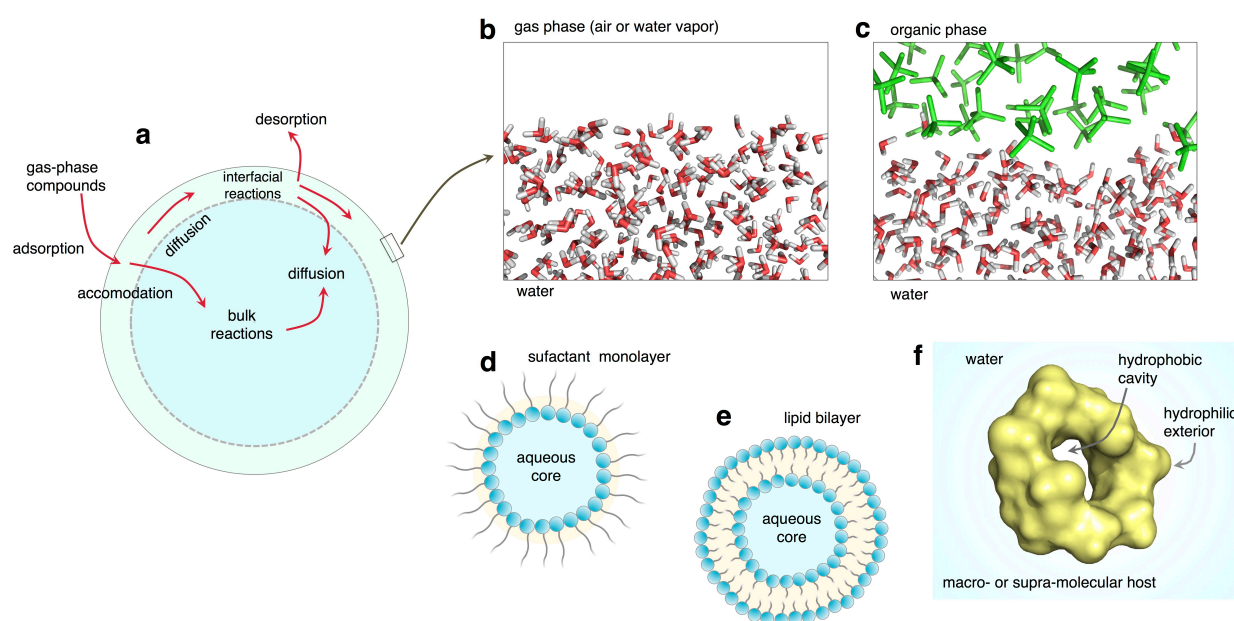 a
desorption
gas-phase
compounds
interfacial
reactions
diffusion
adsorption
accomodation
diffusion
bulk
reactions
b
gas phase (air or water vapor)
water
c
organic phase
water
d
sufactant monolayer
aqueous
core
e
lipid bilayer
aqueous
core
f
water
hydrophobic
cavity
hydrophilic
exterior
macro- or supra-molecular host